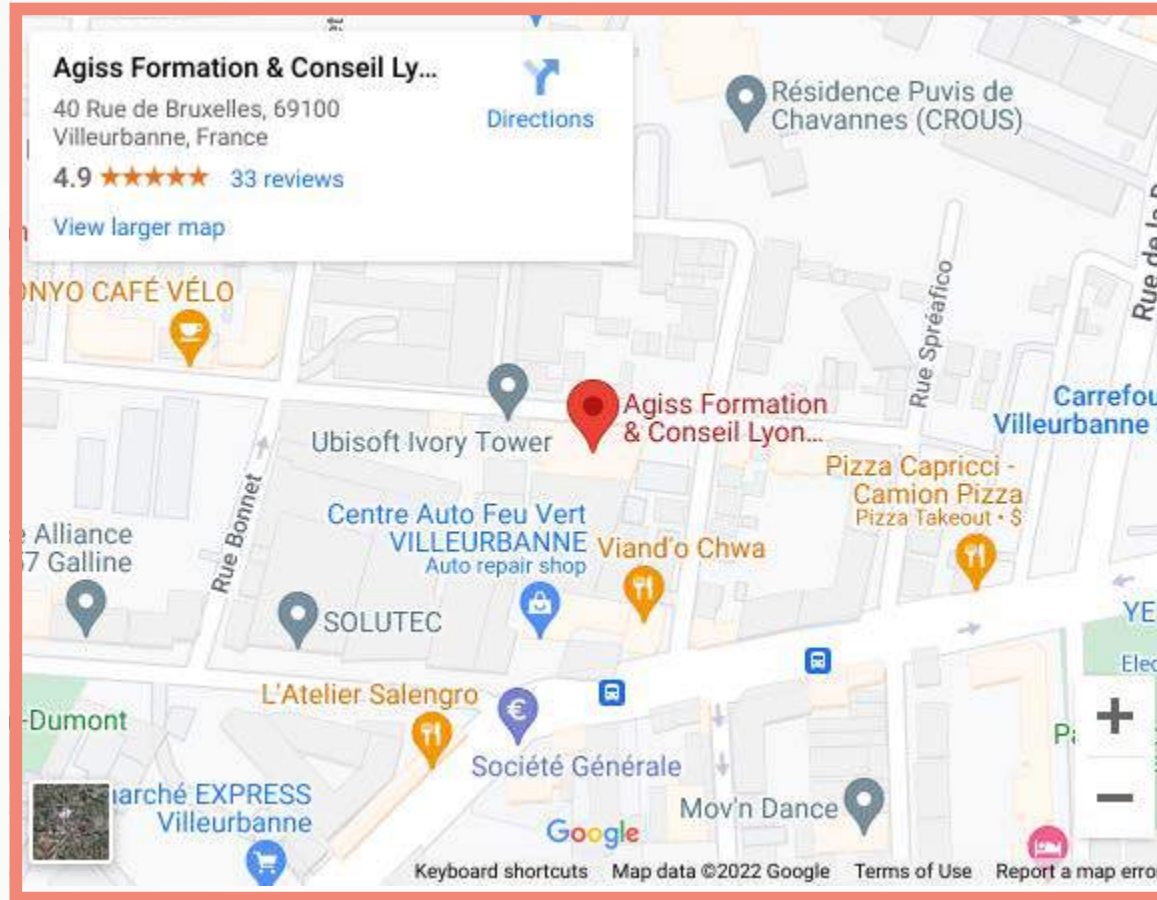 Agiss Formation & Conseil Ly...
40 Rue de Bruxelles, 69100
Villeurbanne, France
Directions
4.9 ★★★★★ 33 reviews
View larger map
Résidence Puvis de
Chavannes (CROUS)
Rue de la
ONYO CAFÉ VÉLO
Rue Spréafico
Agiss Formation
& Conseil Lyon...
Ubisoft Ivory Tower
Carrefou
Villeurbanne
Pizza Capricci -
Camion Pizza
Pizza Takeout • $
Rue Bonnet
Centre Auto Feu Vert
VILLEURBANNE
Auto repair shop
Viand'o Chwa
Alliance
57 Galline
SOLUTEC
YE
Elec
L'Atelier Salengro
-Dumont
€
Société Générale
Pa
+
−
arché EXPRESS
Villeurbanne
Mov'n Dance
Google
Keyboard shortcuts
Map data ©2022 Google
Terms of Use
Report a map error